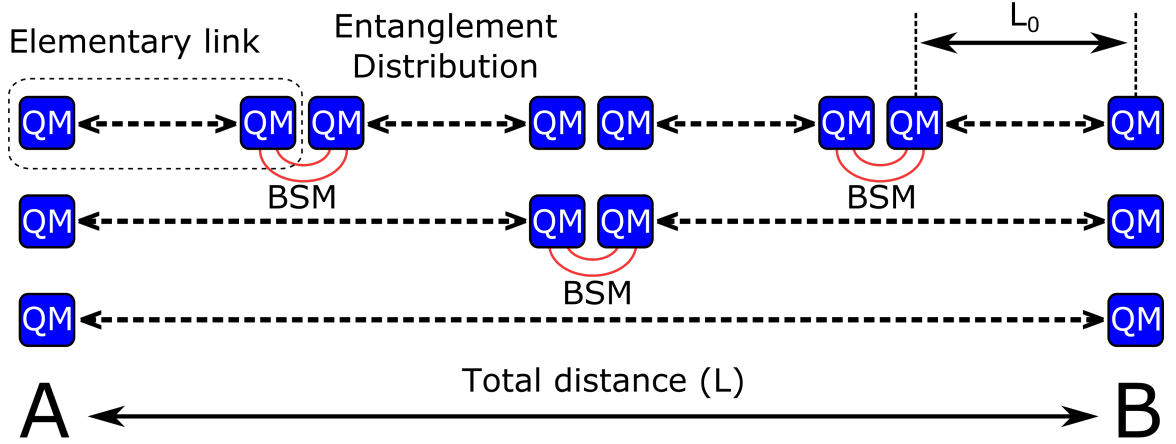 Elementary link
Entanglement
Distribution
L₀
QM QM QM QM QM QM QM QM
BSM BSM
QM QM QM QM
BSM
QM QM
Total distance (L)
A B